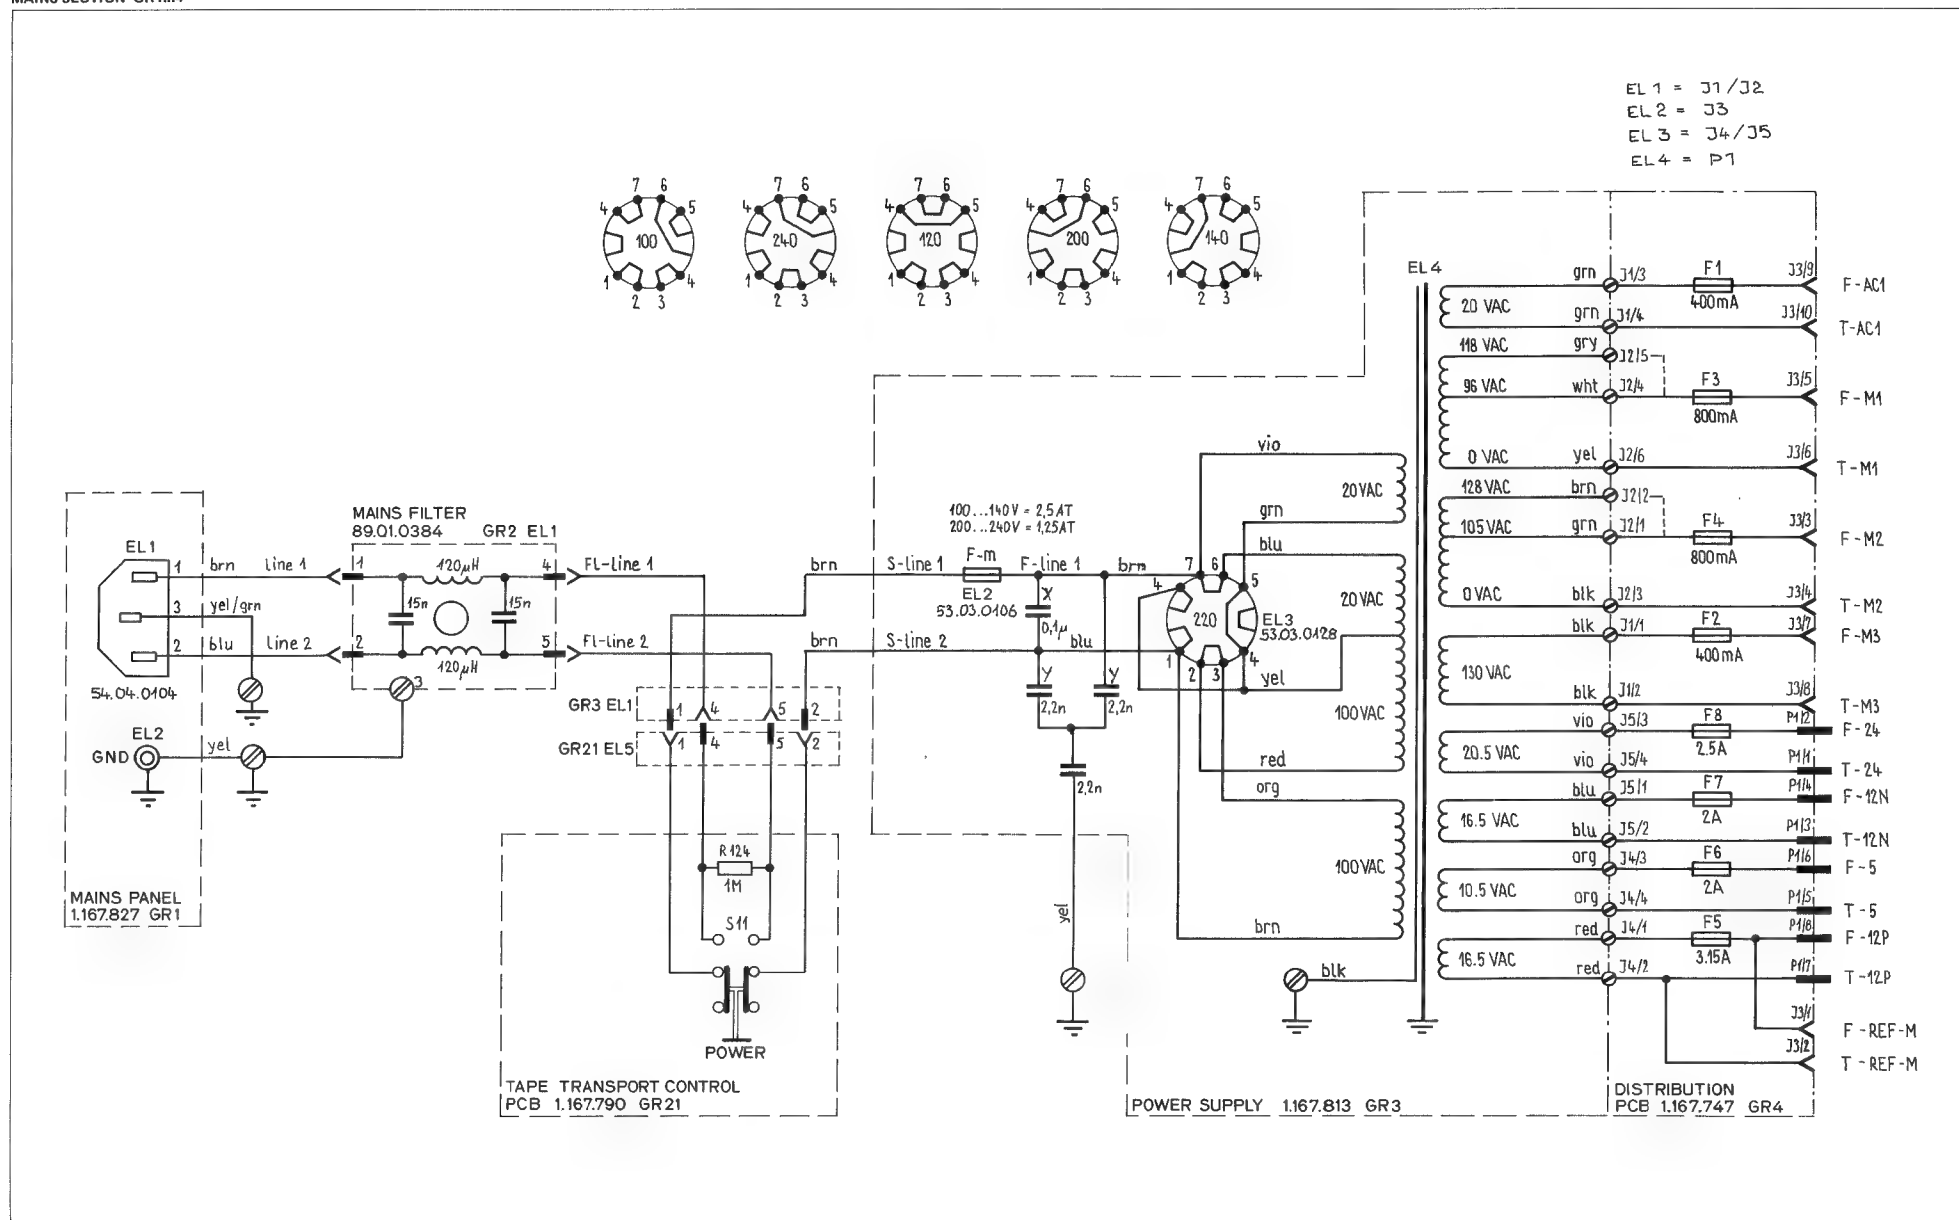 EL 1 = J1/J2
EL 2 = J3
EL 3 = J4/J5
EL 4 = P1
7 6
4 5
100
1 4
2 3
7 6
4 5
240
1 4
2 3
7 6
4 5
120
1 4
2 3
7 6
4 5
200
1 4
2 3
7 6
4 5
140
1 4
2 3
MAINS PANEL
1.167.827 GR1
EL1
1
3
2
54.04.0104
EL2
GND
brn line 1
yel/grn
blu line 2
yel
MAINS FILTER
89.01.0384 GR2 EL1
1 120µH 4
15n 15n
2 120µH 5
3
Fl-line 1
Fl-line 2
GR3 EL1
1 4 5 2
GR21 EL5
1 4 5 2
R124
1M
S11
POWER
TAPE TRANSPORT CONTROL
PCB 1.167.790 GR21
brn S-line 1
brn S-line 2
100...140V = 2,5AT
200...240V = 1,25AT
F-m
EL2
53.03.0106
F-line 1 brn
X
0,1µ
blu
Y
2,2n
Y
2,2n
2,2n
yel
7 6
4 5
220
1 4
2 3
EL3
53.03.0128
vio
20VAC
grn
blu
20VAC
yel
100VAC
red
org
100VAC
brn
blk
EL4
POWER SUPPLY 1.167.813 GR3
20 VAC
grn J1/3 F1 400mA J3/9 F-AC1
grn J1/4 J3/10 T-AC1
118 VAC gry J2/5
96 VAC wht J2/4 F3 800mA J3/5 F-M1
0 VAC yel J2/6 J3/6 T-M1
128 VAC brn J2/2
105 VAC grn J2/1 F4 800mA J3/3 F-M2
0 VAC blk J2/3 J3/4 T-M2
130 VAC
blk J1/1 F2 400mA J3/7 F-M3
blk J1/2 J3/8 T-M3
20.5 VAC
vio J5/3 F8 2.5A P1/2 F-24
vio J5/4 P1/1 T-24
16.5 VAC
blu J5/1 F7 2A P1/4 F-12N
blu J5/2 P1/3 T-12N
10.5 VAC
org J4/3 F6 2A P1/6 F-5
org J4/4 P1/5 T-5
16.5 VAC
red J4/1 F5 3.15A P1/8 F-12P
red J4/2 P1/7 T-12P
J3/1 F-REF-M
J3/2 T-REF-M
DISTRIBUTION
PCB 1.167.747 GR4